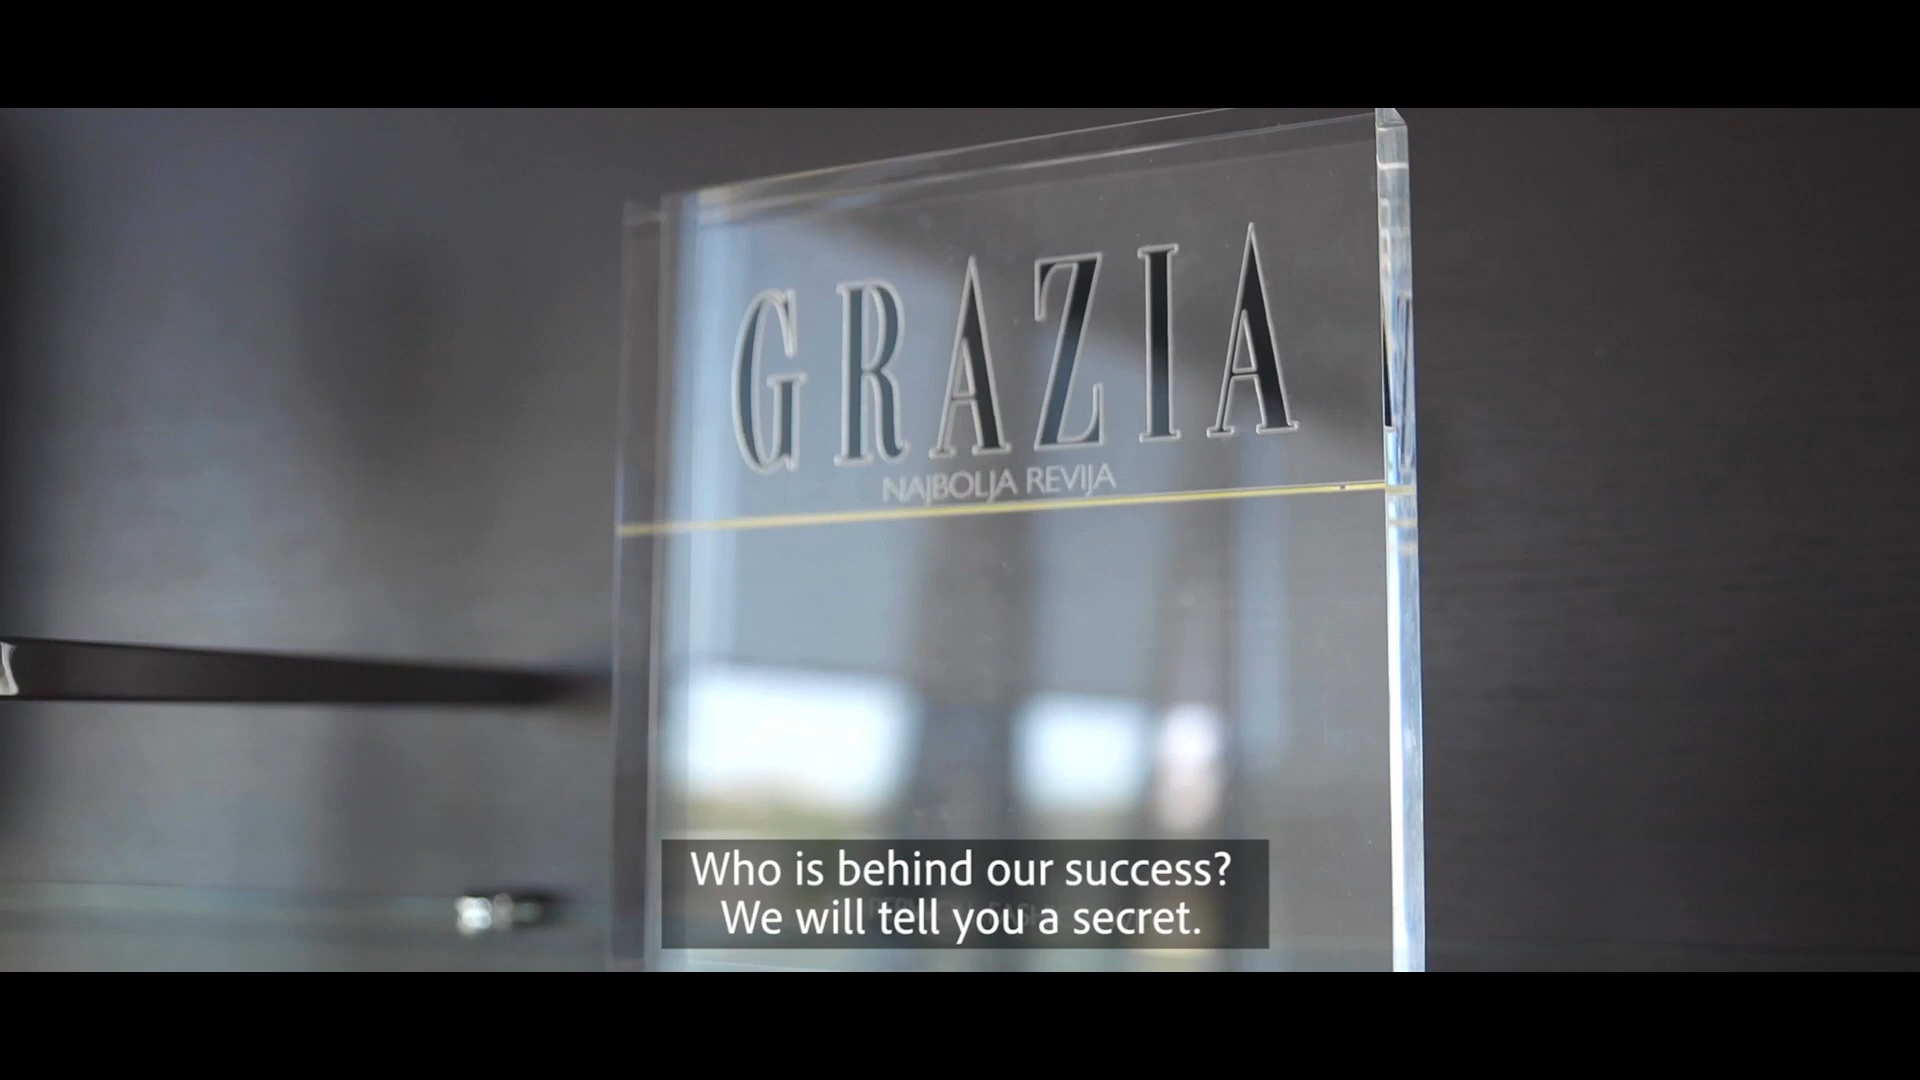 GRAZIA
NAJBOLJA REVIJA
Who is behind our success?
We will tell you a secret.